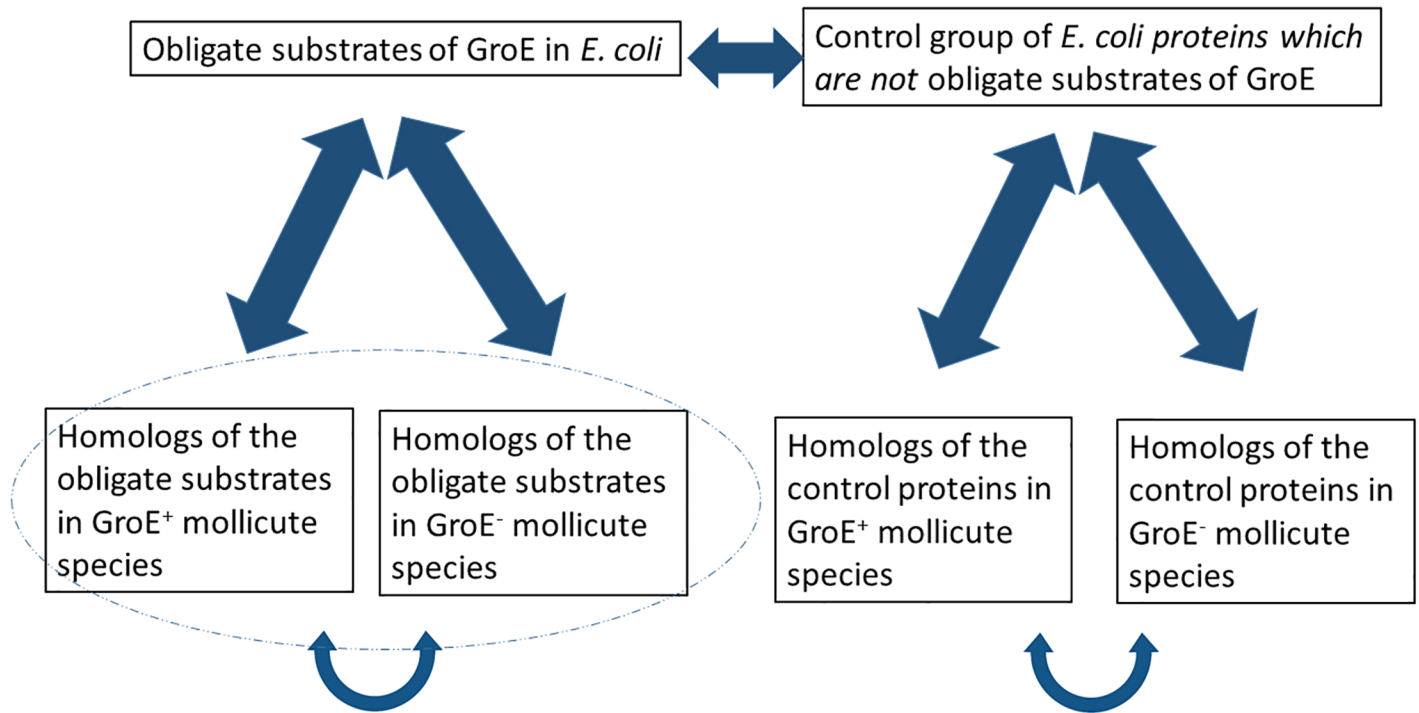 Obligate substrates of GroE in E. coli
Control group of E. coli proteins which
are not obligate substrates of GroE
Homologs of the
obligate substrates
in GroE⁺ mollicute
species
Homologs of the
obligate substrates
in GroE⁻ mollicute
species
Homologs of the
control proteins in
GroE⁺ mollicute
species
Homologs of the
control proteins in
GroE⁻ mollicute
species